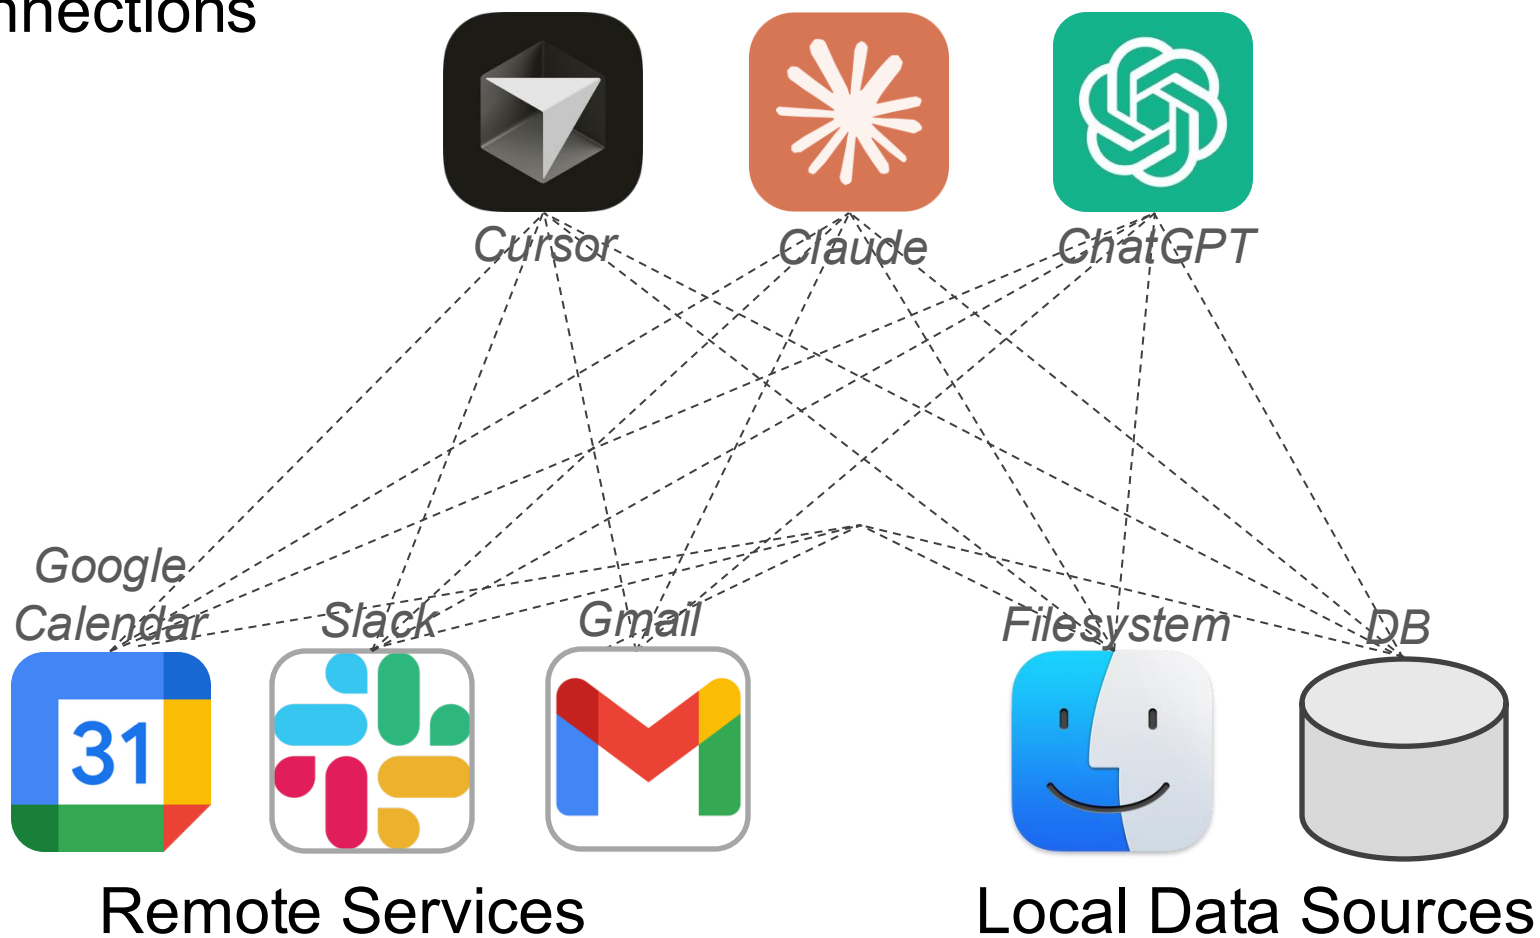 nnections
Cursor
Claude
ChatGPT
Google
Calendar
Slack
Gmail
Filesystem
DB
31
Remote Services
Local Data Sources